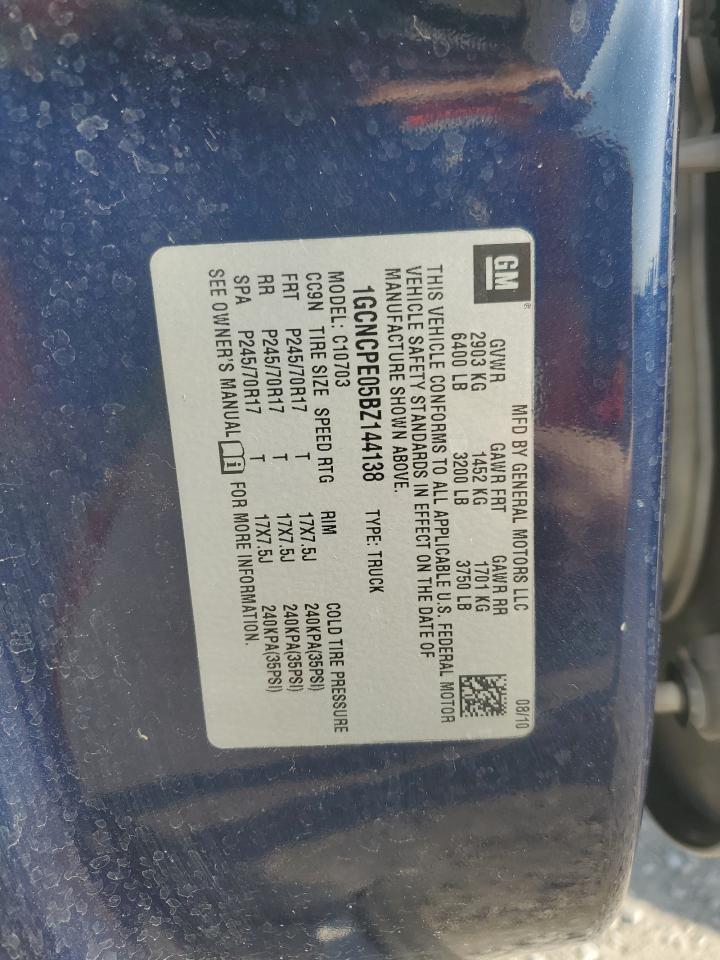 GM®
MFD BY GENERAL MOTORS LLC 08/10
GVWR GAWR FRT GAWR RR
2903 KG 1452 KG 1701 KG
6400 LB 3200 LB 3750 LB
THIS VEHICLE CONFORMS TO ALL APPLICABLE U.S. FEDERAL MOTOR
VEHICLE SAFETY STANDARDS IN EFFECT ON THE DATE OF
MANUFACTURE SHOWN ABOVE.
1GCNCPE05BZ144138 TYPE: TRUCK
MODEL: C10703
CC9N TIRE SIZE SPEED RTG RIM COLD TIRE PRESSURE
FRT P245/70R17 T 17X7.5J 240KPA(35PSI)
RR P245/70R17 T 17X7.5J 240KPA(35PSI)
SPA P245/70R17 T 17X7.5J 240KPA(35PSI)
SEE OWNER'S MANUAL i FOR MORE INFORMATION.